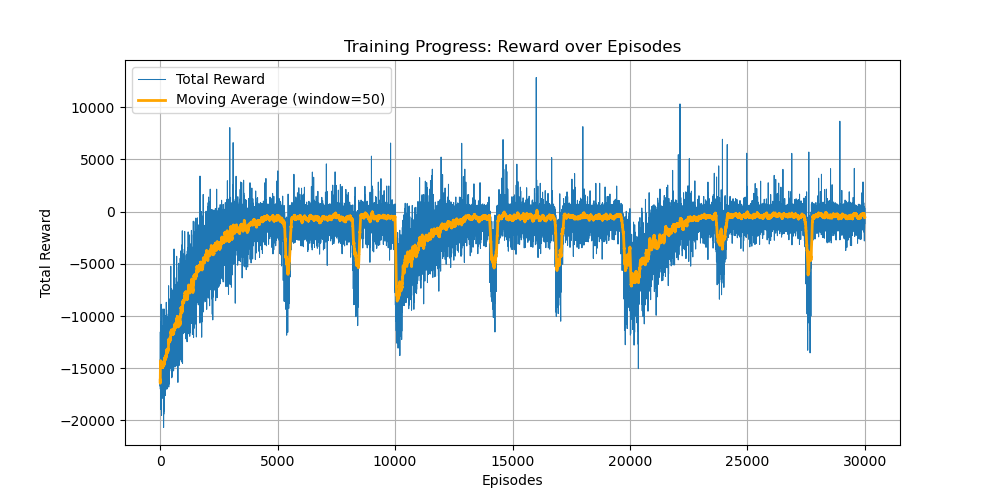 Training Progress: Reward over Episodes
Total Reward
Moving Average (window=50)
10000
5000
0
−5000
−10000
−15000
−20000
Total Reward
0
5000
10000
15000
20000
25000
30000
Episodes